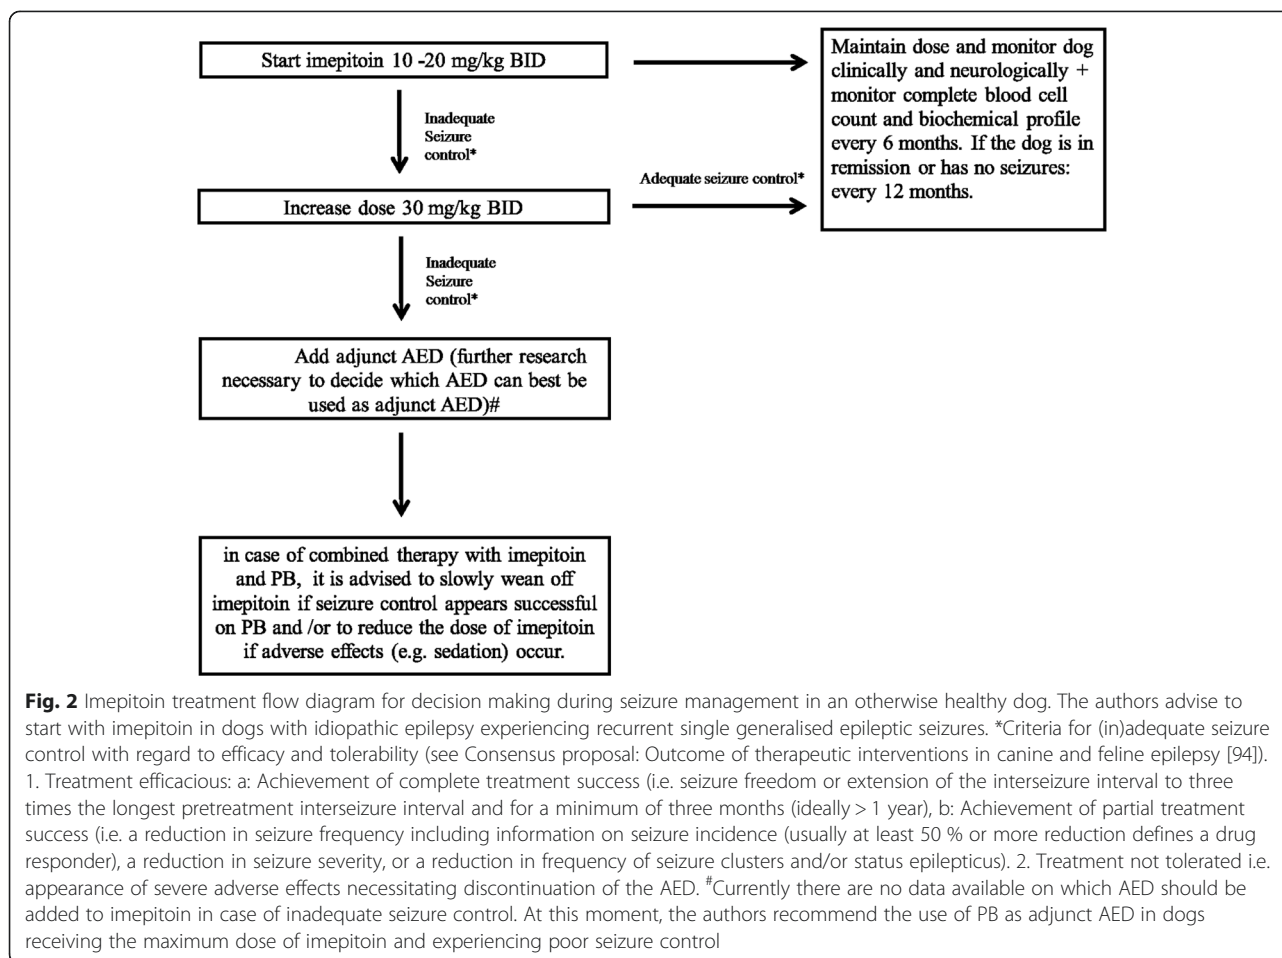 Start imepitoin 10 -20 mg/kg BID
Maintain dose and monitor dog
clinically and neurologically +
monitor complete blood cell
count and biochemical profile
every 6 months. If the dog is in
remission or has no seizures:
every 12 months.
Inadequate
Seizure
control*
Adequate seizure control*
Increase dose 30 mg/kg BID
Inadequate
Seizure
control*
Add adjunct AED (further research
necessary to decide which AED can best be
used as adjunct AED)#
in case of combined therapy with imepitoin
and PB, it is advised to slowly wean off
imepitoin if seizure control appears successful
on PB and /or to reduce the dose of imepitoin
if adverse effects (e.g. sedation) occur.
Fig. 2 Imepitoin treatment flow diagram for decision making during seizure management in an otherwise healthy dog. The authors advise to
start with imepitoin in dogs with idiopathic epilepsy experiencing recurrent single generalised epileptic seizures. *Criteria for (in)adequate seizure
control with regard to efficacy and tolerability (see Consensus proposal: Outcome of therapeutic interventions in canine and feline epilepsy [94]).
1. Treatment efficacious: a: Achievement of complete treatment success (i.e. seizure freedom or extension of the interseizure interval to three
times the longest pretreatment interseizure interval and for a minimum of three months (ideally > 1 year), b: Achievement of partial treatment
success (i.e. a reduction in seizure frequency including information on seizure incidence (usually at least 50 % or more reduction defines a drug
responder), a reduction in seizure severity, or a reduction in frequency of seizure clusters and/or status epilepticus). 2. Treatment not tolerated i.e.
appearance of severe adverse effects necessitating discontinuation of the AED. #Currently there are no data available on which AED should be
added to imepitoin in case of inadequate seizure control. At this moment, the authors recommend the use of PB as adjunct AED in dogs
receiving the maximum dose of imepitoin and experiencing poor seizure control